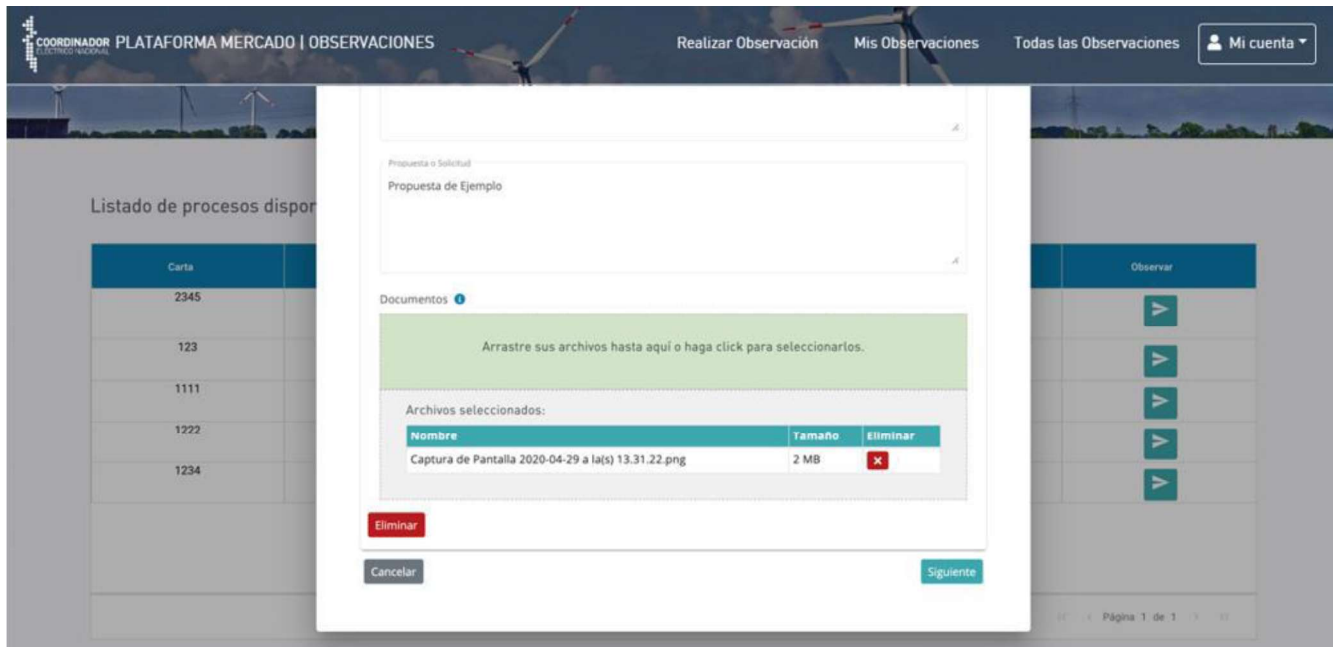 COORDINADOR
ELÉCTRICO NACIONAL
PLATAFORMA MERCADO | OBSERVACIONES
Realizar Observación
Mis Observaciones
Todas las Observaciones
Mi cuenta
Propuesta o Solicitud
Propuesta de Ejemplo
Listado de procesos dispor
Carta
Observar
2345
123
1111
1222
1234
Documentos
Arrastre sus archivos hasta aquí o haga click para seleccionarlos.
Archivos seleccionados:
Nombre Tamaño Eliminar
Captura de Pantalla 2020-04-29 a la(s) 13.31.22.png 2 MB
Eliminar
Cancelar
Siguiente
Página 1 de 1